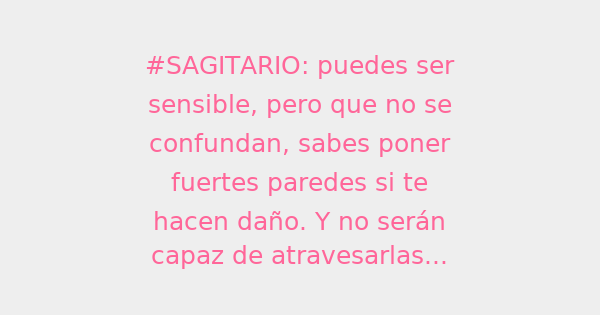 #SAGITARIO: puedes ser
sensible, pero que no se
confundan, sabes poner
fuertes paredes si te
hacen daño. Y no serán
capaz de atravesarlas...